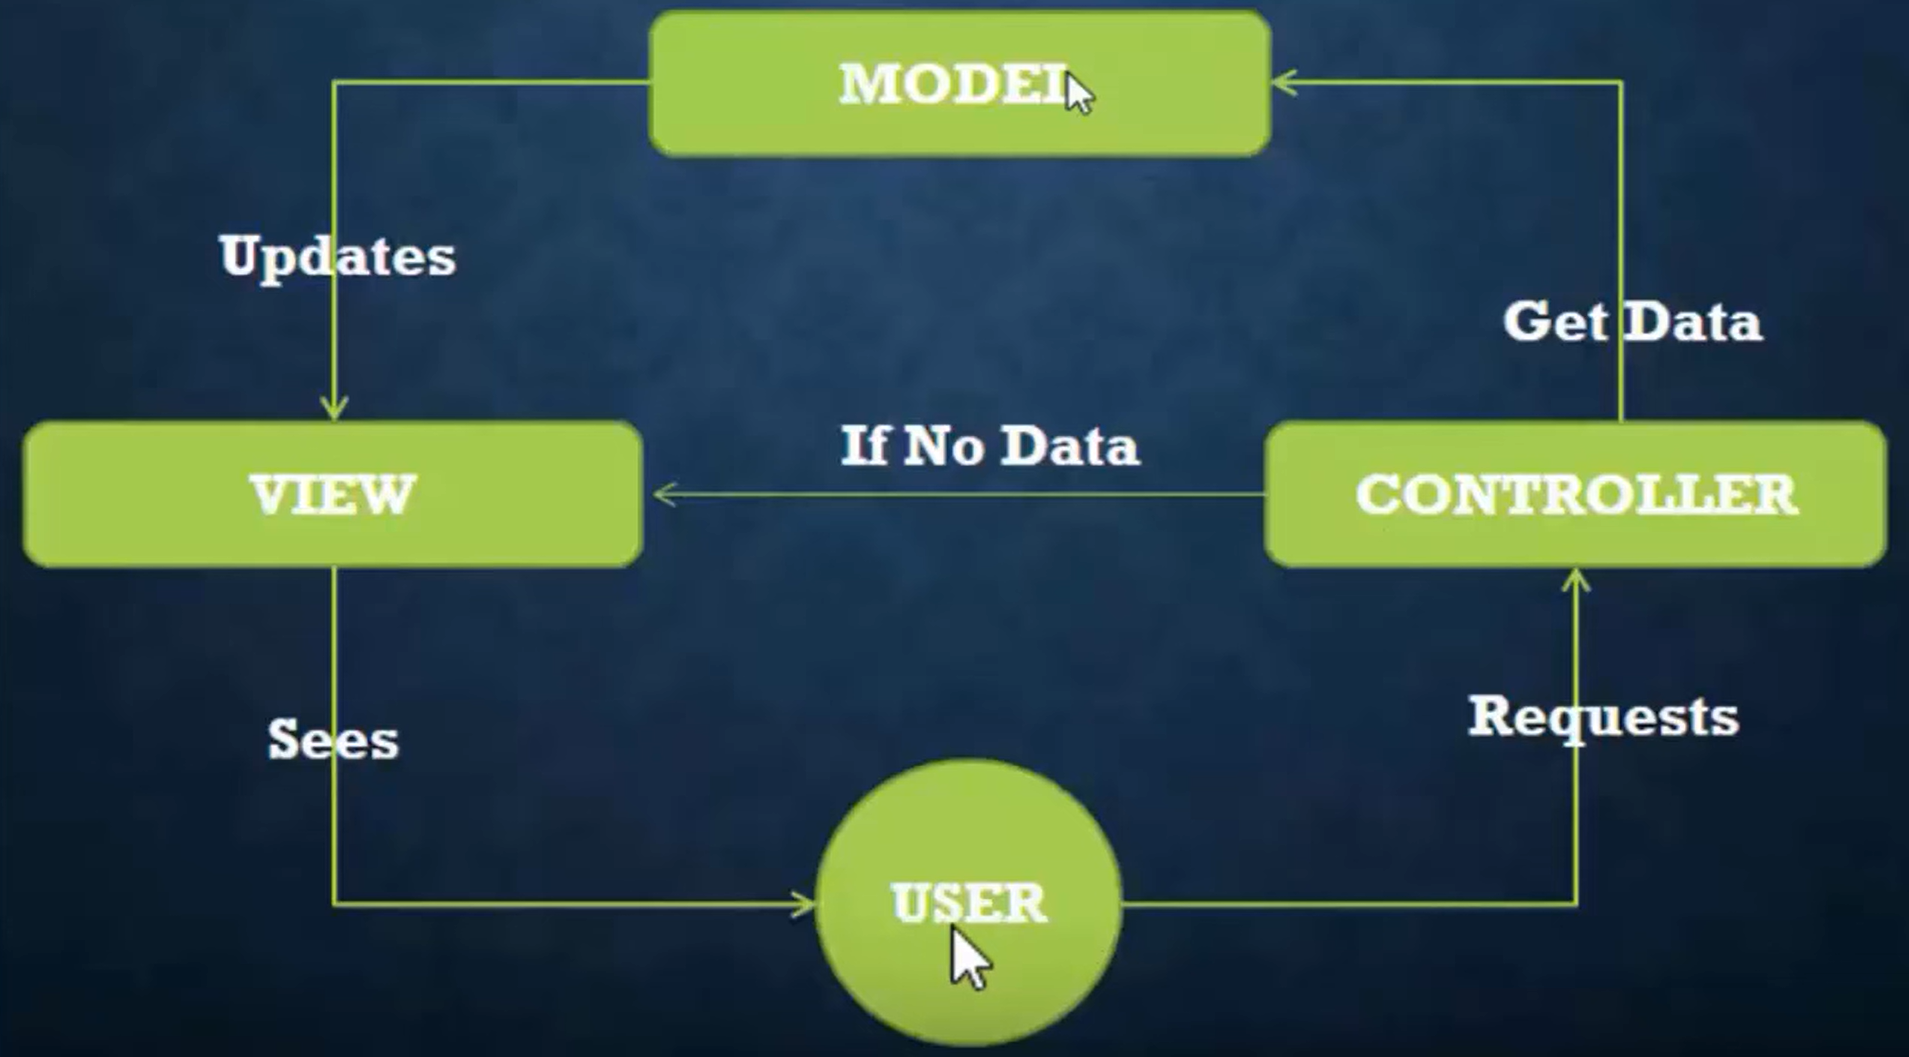 MODEL
Updates
Get Data
If No Data
VIEW
CONTROLLER
Requests
Sees
USER